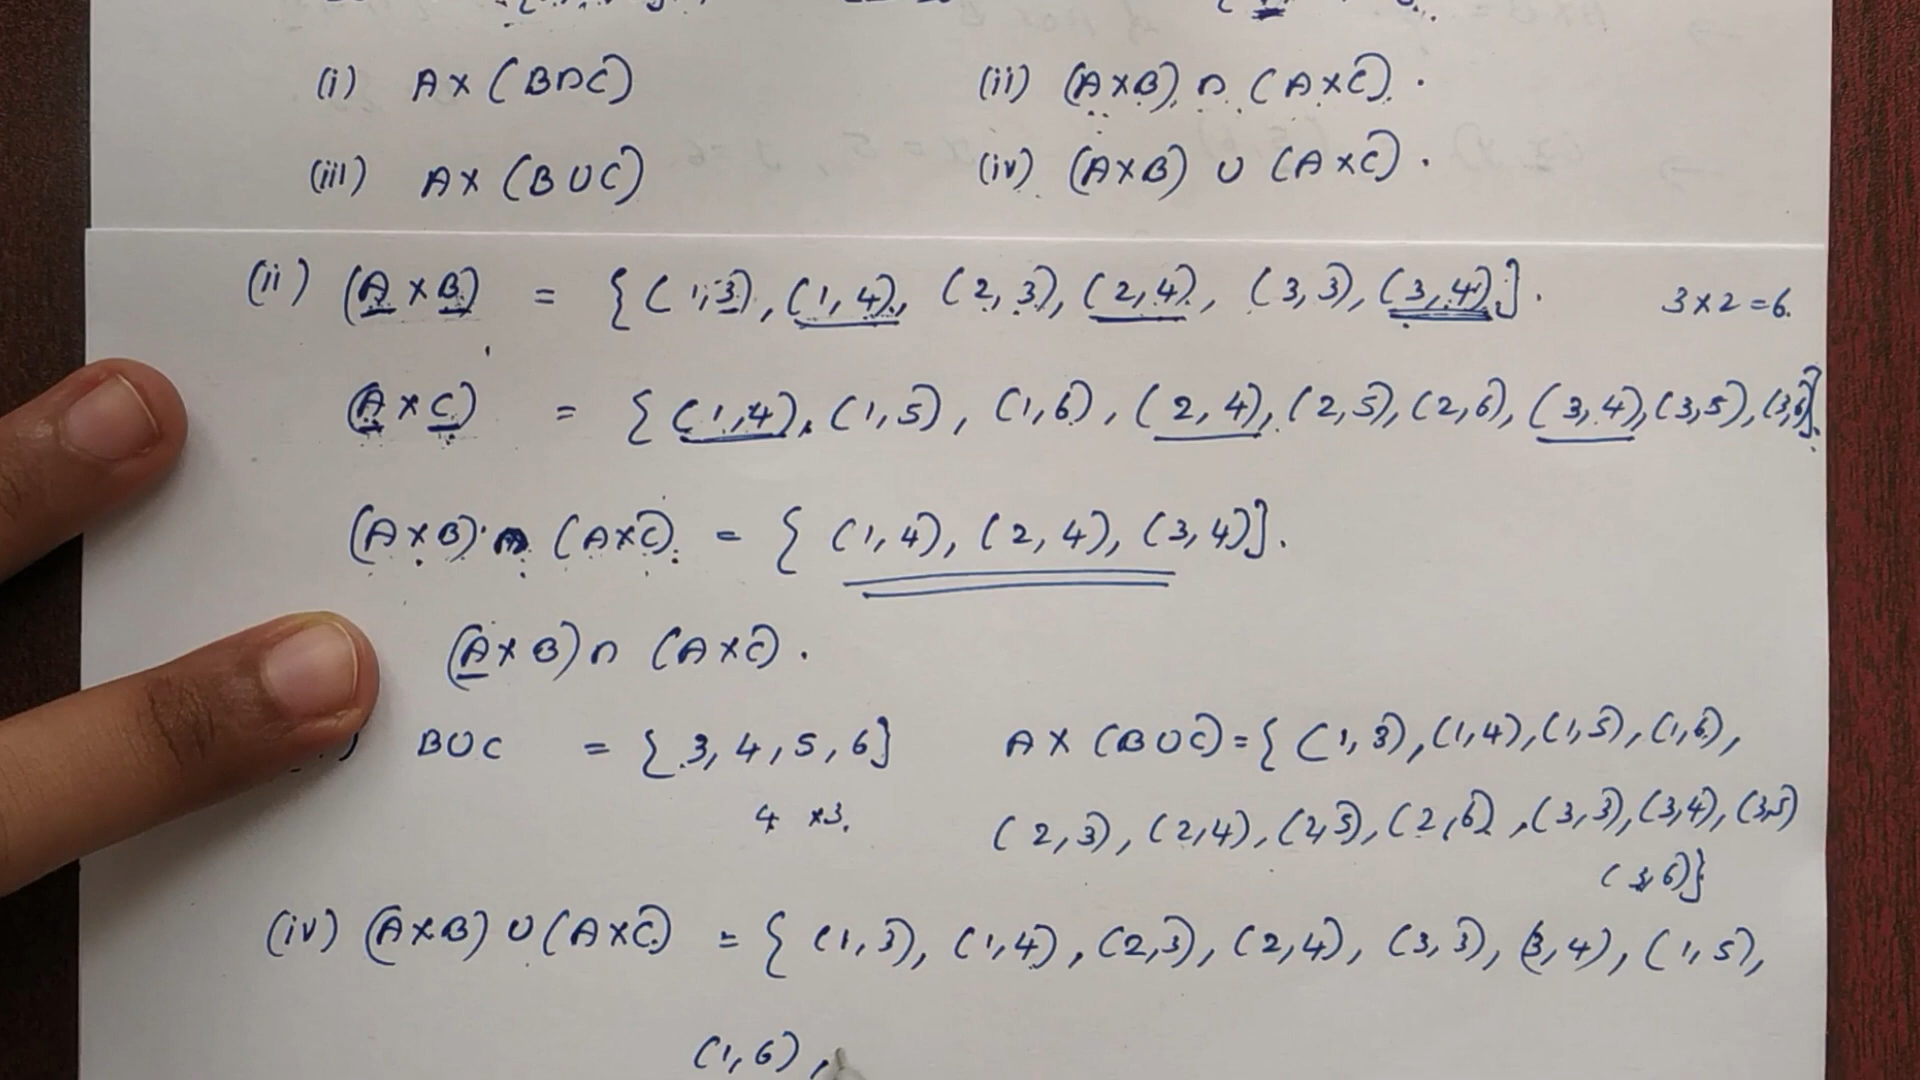 (i) A × (B ∩ C) (ii) (A × B) ∩ (A × C).
(iii) A × (B ∪ C) (iv) (A × B) ∪ (A × C).
(ii) (A × B) = {(1,3), (1,4), (2,3), (2,4), (3,3), (3,4)}. 3 × 2 = 6.
(A × C) = {(1,4), (1,5), (1,6), (2,4), (2,5), (2,6), (3,4), (3,5), (3,6)}.
(A × B) ∩ (A × C) = {(1,4), (2,4), (3,4)}.
(A × B) ∩ (A × C).
B ∪ C = {3, 4, 5, 6} A × (B ∪ C) = {(1,3), (1,4), (1,5), (1,6),
4 × 3. (2,3), (2,4), (2,5), (2,6), (3,3), (3,4), (3,5)
(3,6)}
(iv) (A × B) ∪ (A × C) = {(1,3), (1,4), (2,3), (2,4), (3,3), (3,4), (1,5),
(1,6),